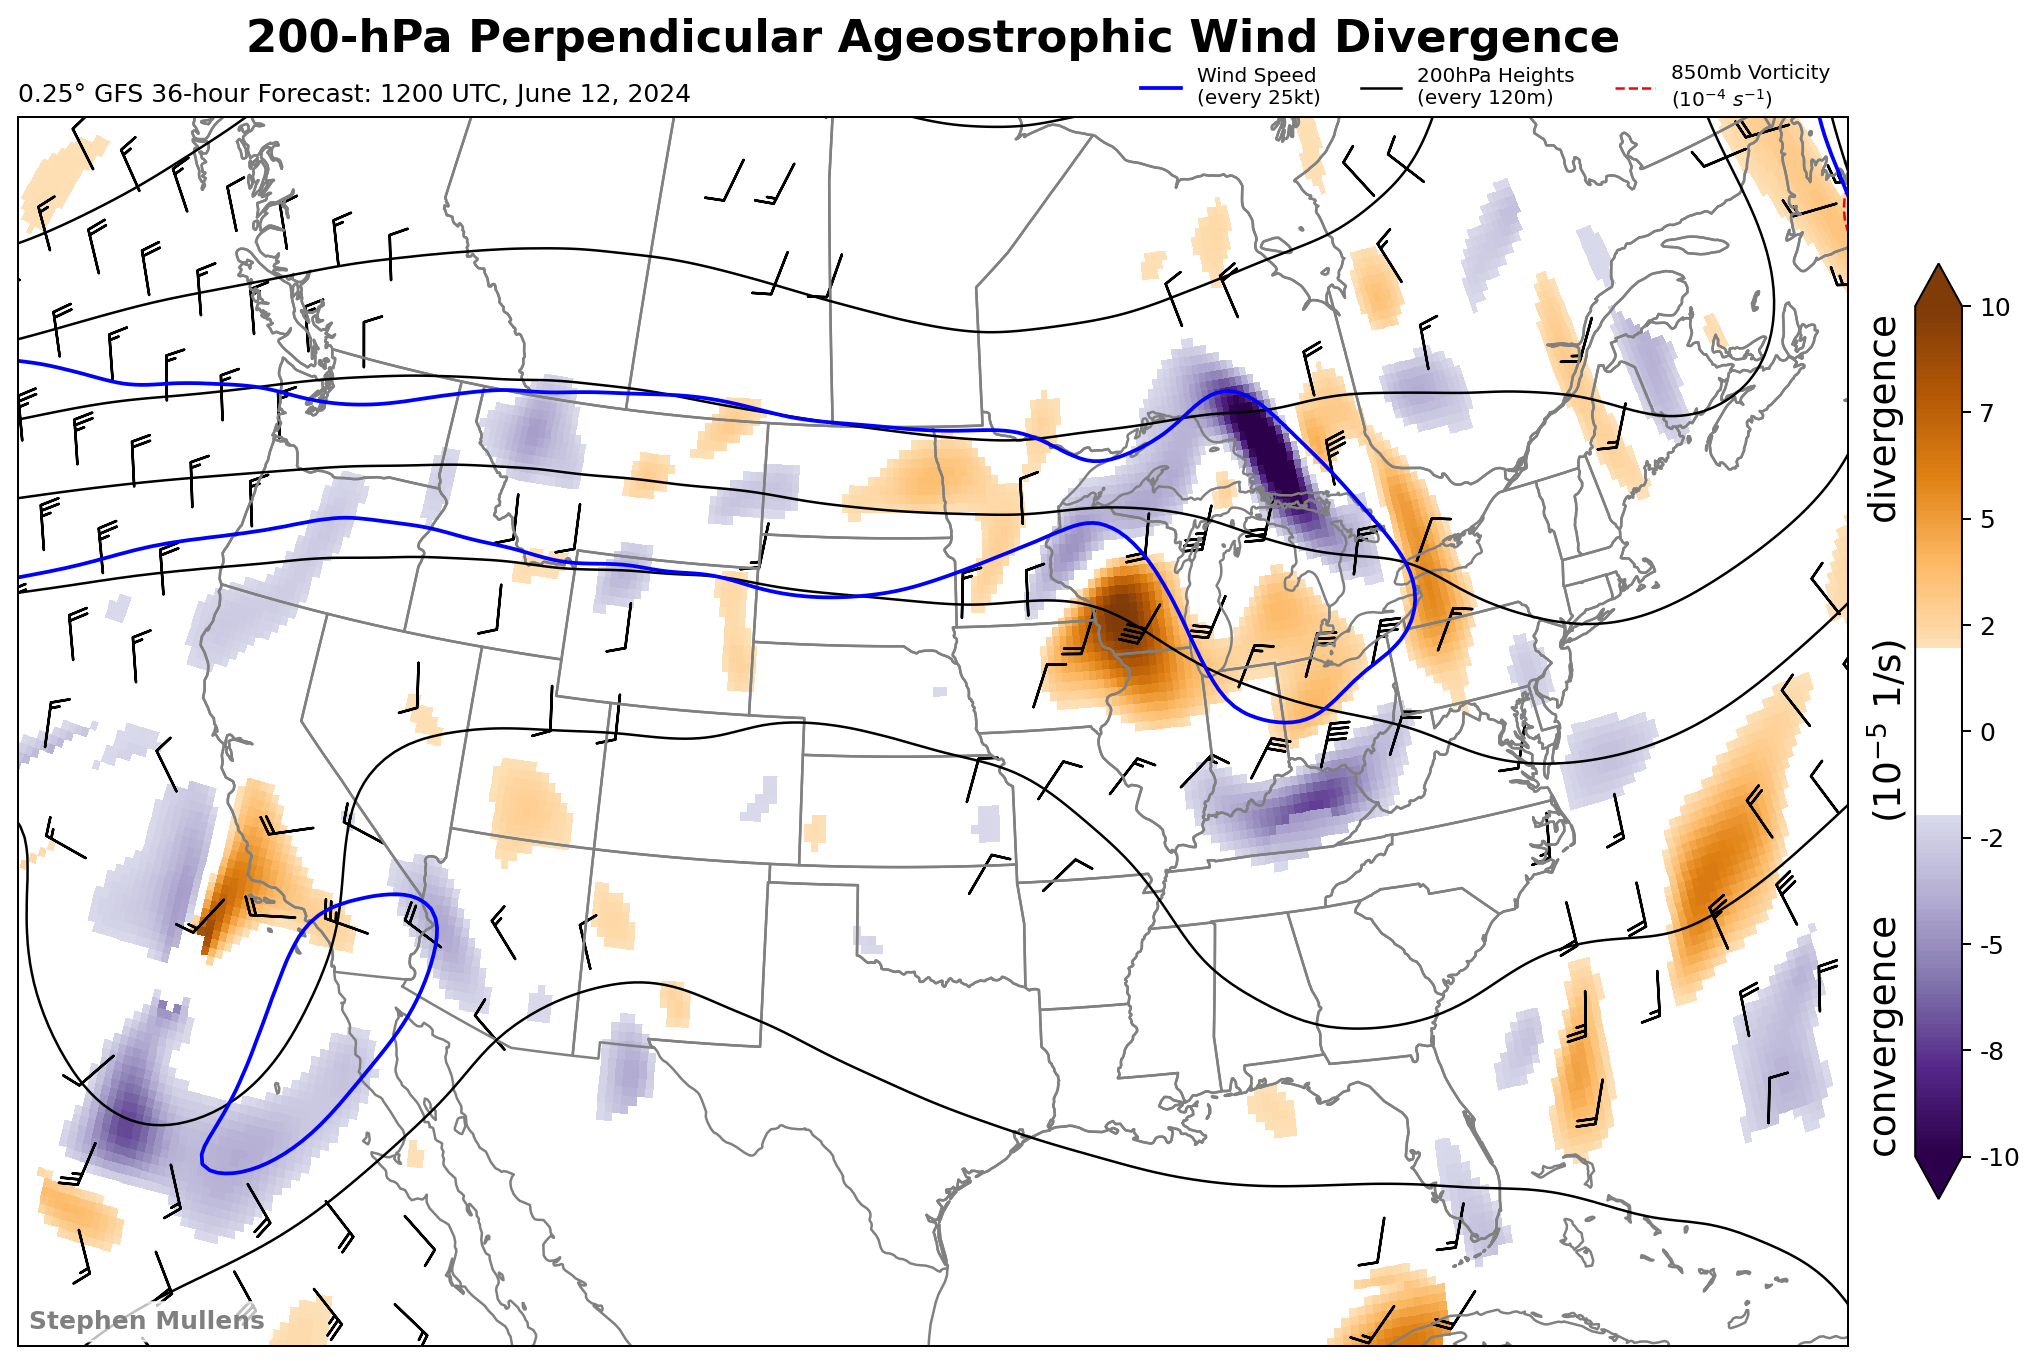 200-hPa Perpendicular Ageostrophic Wind Divergence
0.25° GFS 36-hour Forecast: 1200 UTC, June 12, 2024
Wind Speed
(every 25kt)
200hPa Heights
(every 120m)
850mb Vorticity
(10⁻⁴ s⁻¹)
10
7
5
2
0
-2
-5
-8
-10
convergence (10⁻⁵ 1/s) divergence
Stephen Mullens